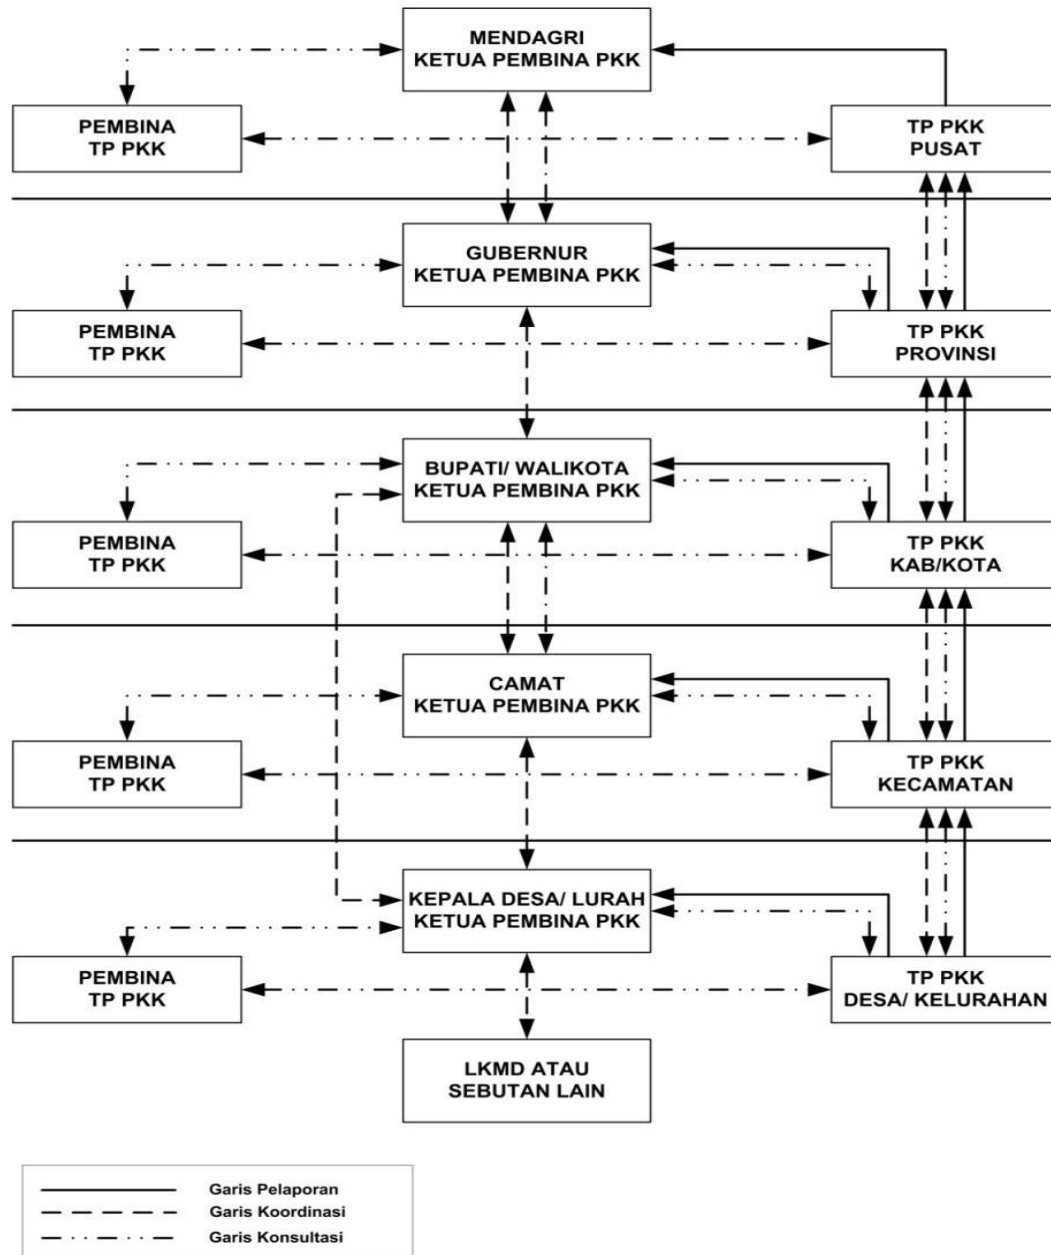 MENDAGRI
KETUA PEMBINA PKK
PEMBINA
TP PKK
TP PKK
PUSAT
GUBERNUR
KETUA PEMBINA PKK
PEMBINA
TP PKK
TP PKK
PROVINSI
BUPATI/ WALIKOTA
KETUA PEMBINA PKK
PEMBINA
TP PKK
TP PKK
KAB/KOTA
CAMAT
KETUA PEMBINA PKK
PEMBINA
TP PKK
TP PKK
KECAMATAN
KEPALA DESA/ LURAH
KETUA PEMBINA PKK
PEMBINA
TP PKK
TP PKK
DESA/ KELURAHAN
LKMD ATAU
SEBUTAN LAIN
Garis Pelaporan
Garis Koordinasi
Garis Konsultasi